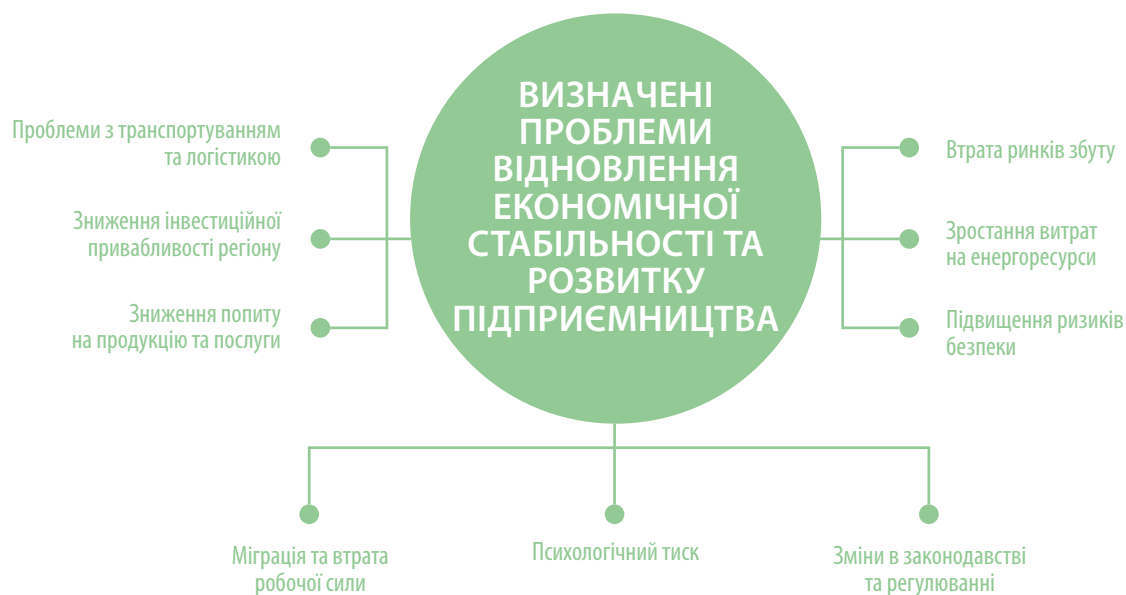 ВИЗНАЧЕНІ
ПРОБЛЕМИ
ВІДНОВЛЕННЯ
ЕКОНОМІЧНОЇ
СТАБІЛЬНОСТІ ТА
РОЗВИТКУ
ПІДПРИЄМНИЦТВА
Проблеми з транспортуванням
та логістикою
Зниження інвестиційної
привабливості регіону
Зниження попиту
на продукцію та послуги
Втрата ринків збуту
Зростання витрат
на енергоресурси
Підвищення ризиків
безпеки
Міграція та втрата
робочої сили
Психологічний тиск
Зміни в законодавстві
та регулюванні